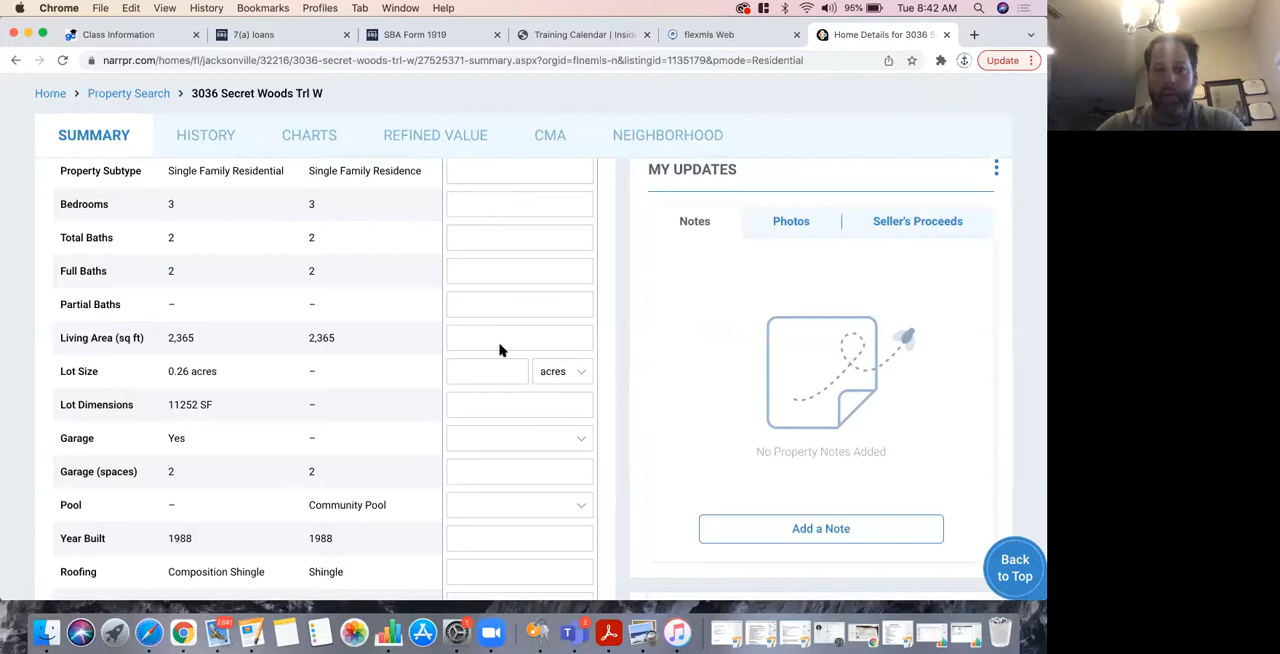 Chrome File Edit View History Bookmarks Profiles Tab Window Help 95% Tue 8:42 AM
Class Information 7(a) loans SBA Form 1919 Training Calendar | Insid flexmls Web Home Details for 3036 S
narrpr.com/homes/fl/jacksonville/32216/3036-secret-woods-trl-w/27525371-summary.aspx?orgid=flnemls-n&listingid=1135179&pmode=Residential Update
Home > Property Search > 3036 Secret Woods Trl W
SUMMARY HISTORY CHARTS REFINED VALUE CMA NEIGHBORHOOD
Property Subtype Single Family Residential Single Family Residence
Bedrooms 3 3
Total Baths 2 2
Full Baths 2 2
Partial Baths – –
Living Area (sq ft) 2,365 2,365
Lot Size 0.26 acres – acres
Lot Dimensions 11252 SF –
Garage Yes –
Garage (spaces) 2 2
Pool – Community Pool
Year Built 1988 1988
Roofing Composition Shingle Shingle
MY UPDATES
Notes Photos Seller's Proceeds
No Property Notes Added
Add a Note
Back
to Top